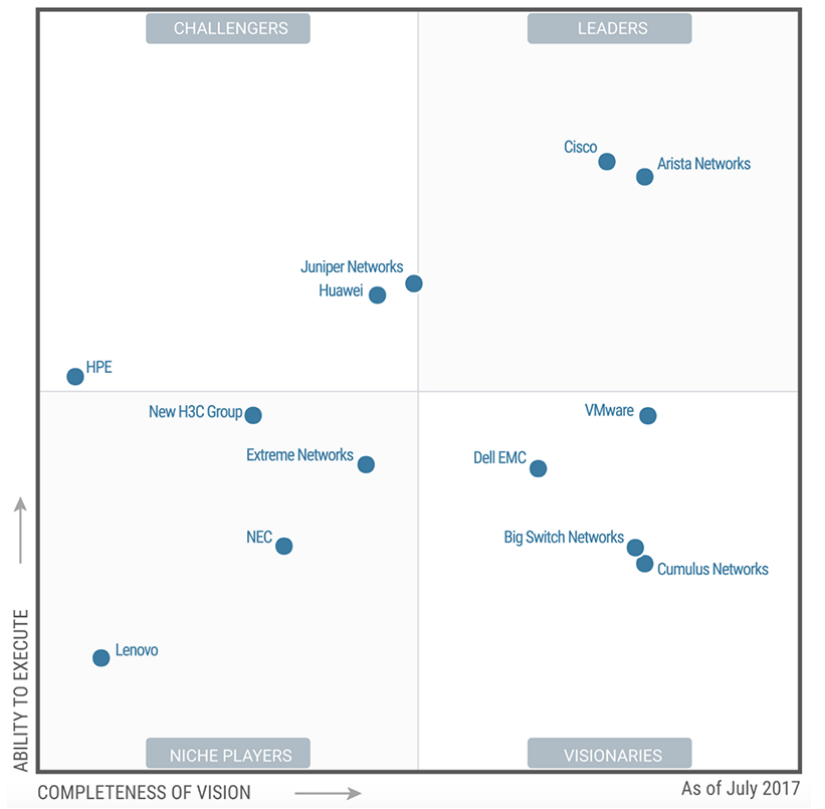 CHALLENGERS
LEADERS
Cisco
Arista Networks
Juniper Networks
Huawei
HPE
New H3C Group
VMware
Extreme Networks
Dell EMC
NEC
Big Switch Networks
Cumulus Networks
Lenovo
NICHE PLAYERS
VISIONARIES
ABILITY TO EXECUTE
COMPLETENESS OF VISION
As of July 2017